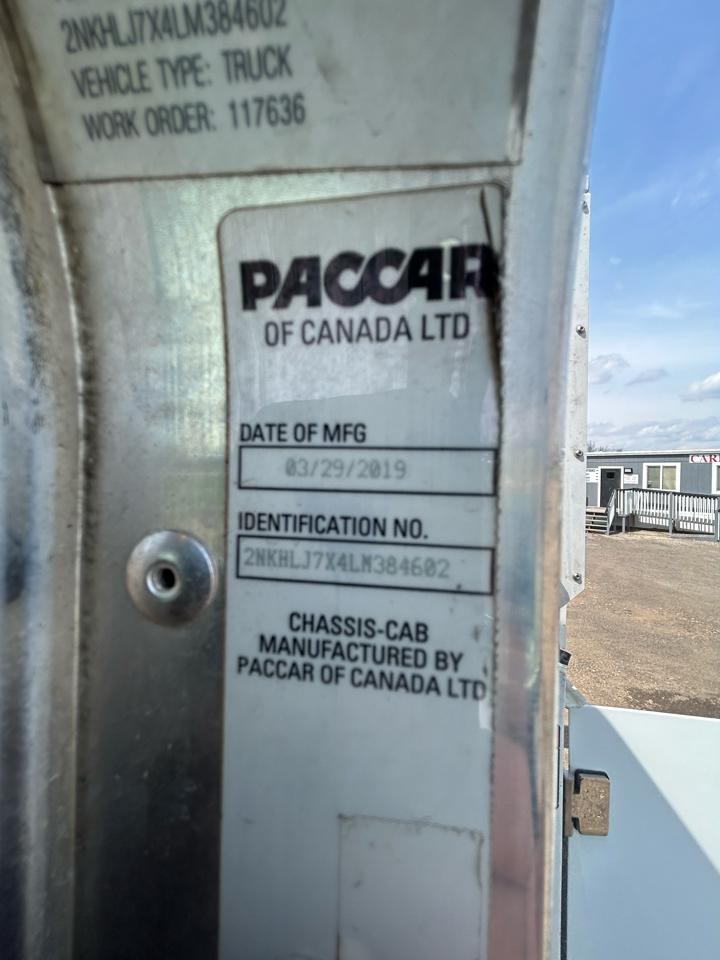 2NKHLJ7X4LM384602
VEHICLE TYPE: TRUCK
WORK ORDER: 117636
PACCAR
OF CANADA LTD
DATE OF MFG
03/29/2019
IDENTIFICATION NO.
2NKHLJ7X4LM384602
CHASSIS-CAB
MANUFACTURED BY
PACCAR OF CANADA LTD